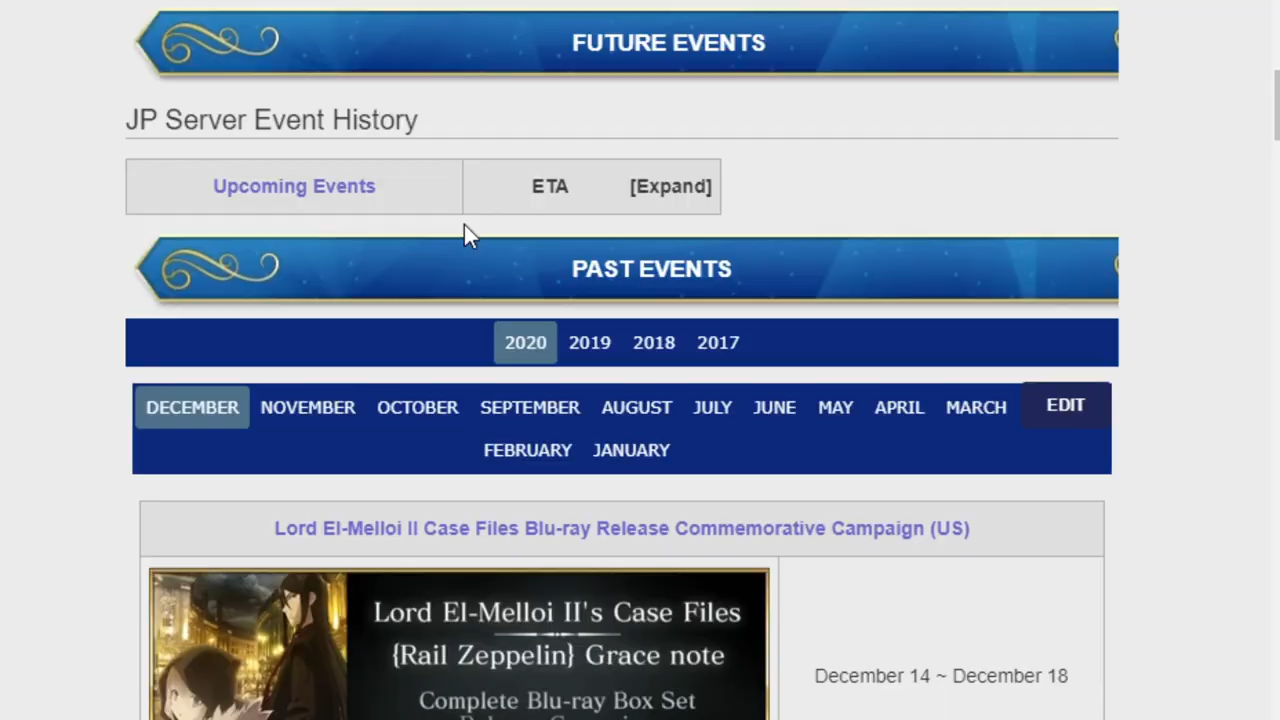 FUTURE EVENTS
JP Server Event History
Upcoming Events ETA [Expand]
PAST EVENTS
2020 2019 2018 2017
DECEMBER NOVEMBER OCTOBER SEPTEMBER AUGUST JULY JUNE MAY APRIL MARCH EDIT
FEBRUARY JANUARY
Lord El-Melloi II Case Files Blu-ray Release Commemorative Campaign (US)
Lord El-Melloi II's Case Files
{Rail Zeppelin} Grace note
December 14 ~ December 18
Complete Blu-ray Box Set